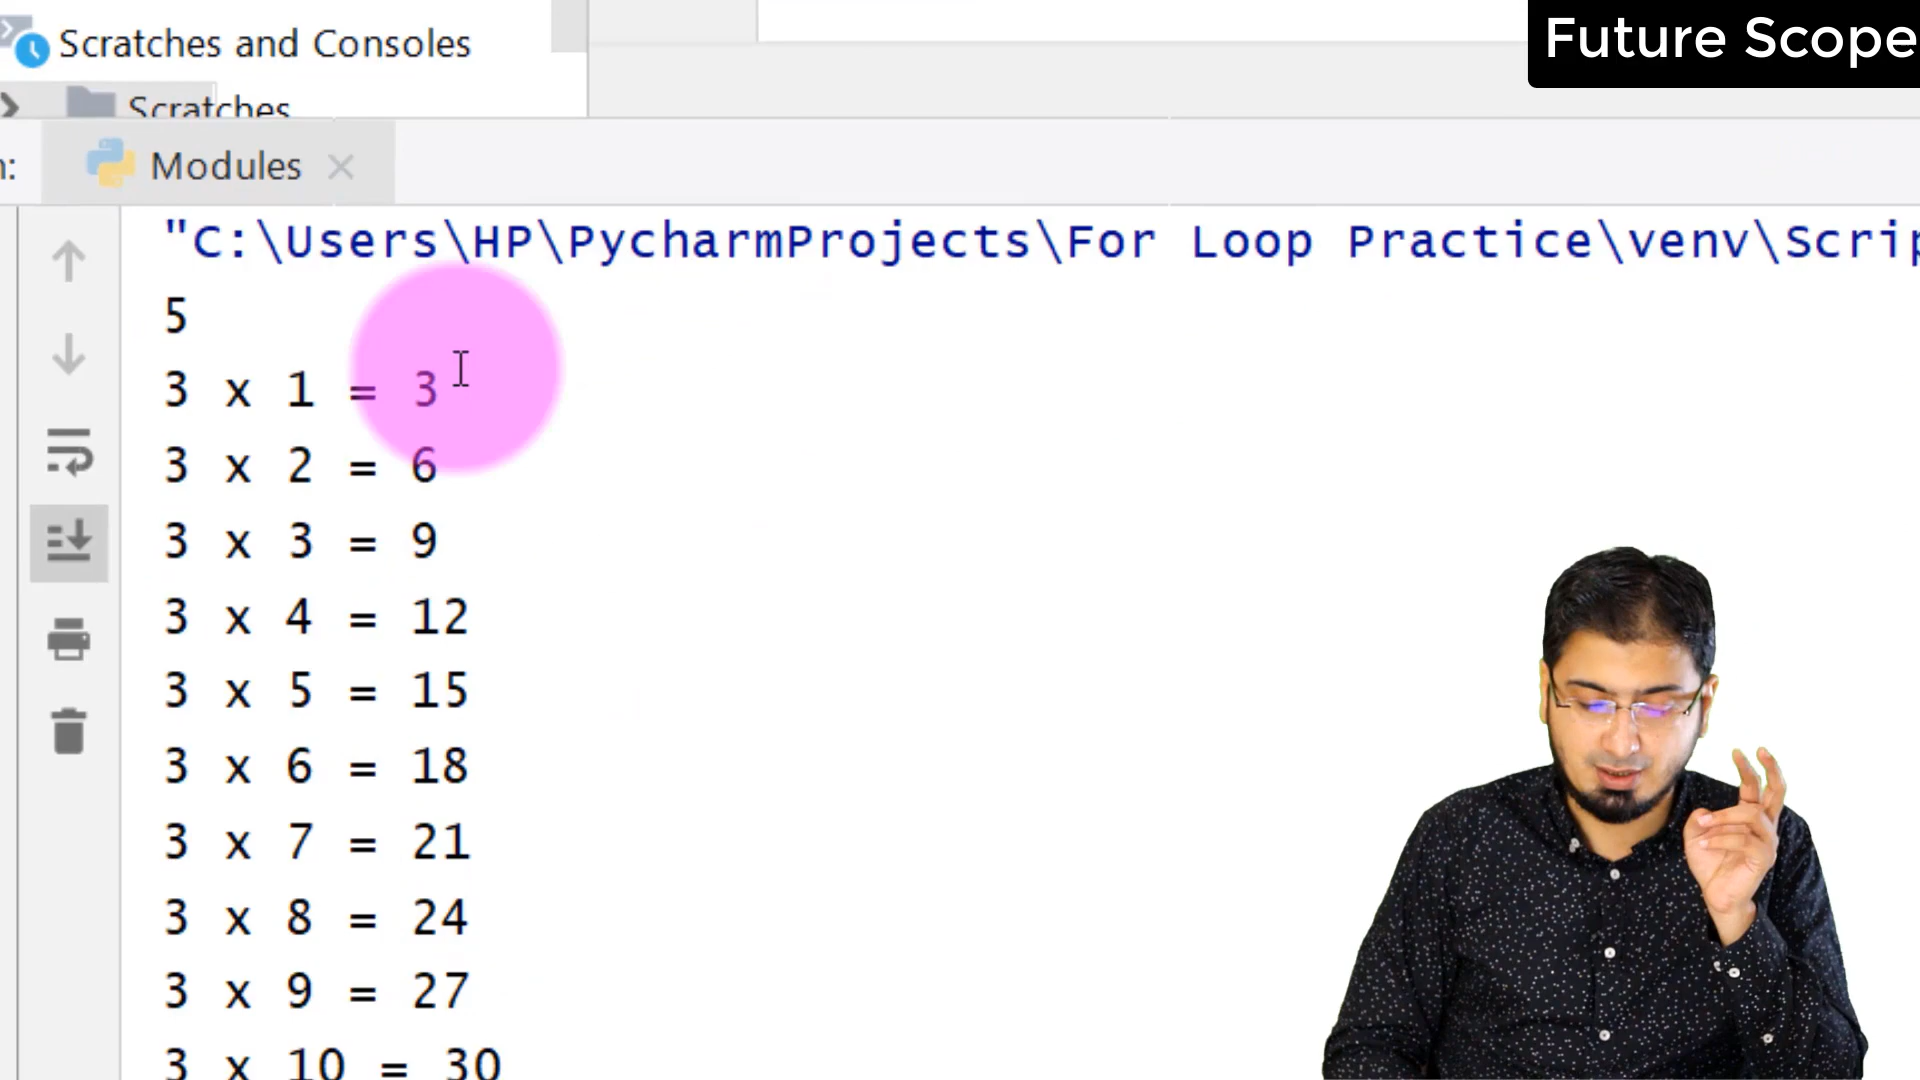 Future Scope
Scratches and Consoles
Scratches
Modules
"C:\Users\HP\PycharmProjects\For Loop Practice\venv\Scrip
5
3 x 1 = 3
3 x 2 = 6
3 x 3 = 9
3 x 4 = 12
3 x 5 = 15
3 x 6 = 18
3 x 7 = 21
3 x 8 = 24
3 x 9 = 27
3 x 10 = 30